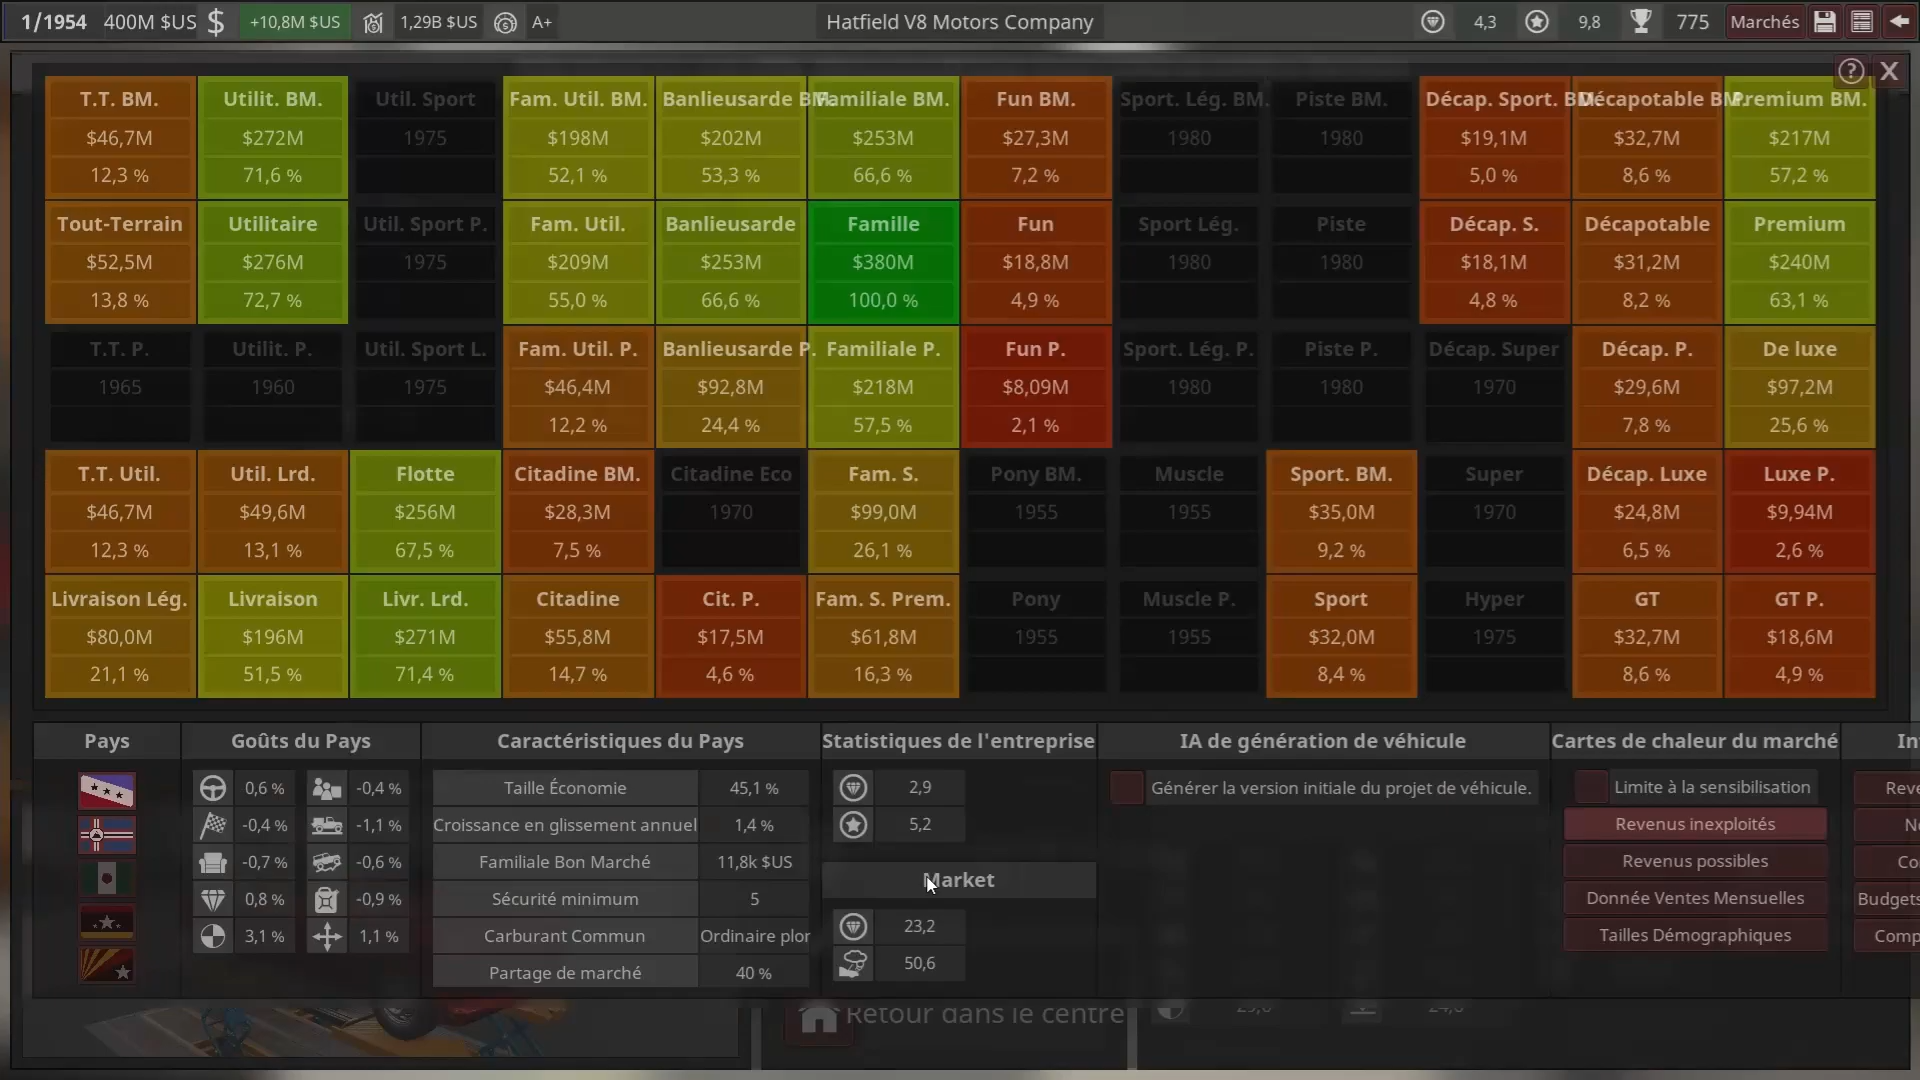 1/1954 400M $US $ +10,8M $US 1,29B $US A+ Hatfield V8 Motors Company 4,3 9,8 775 Marchés
? X
T.T. BM. Utilit. BM. Util. Sport Fam. Util. BM. Banlieusarde BM. Familiale BM. Fun BM. Sport. Lég. BM. Piste BM. Décap. Sport. BM. Décapotable BM. Premium BM.
$46,7M $272M 1975 $198M $202M $253M $27,3M 1980 1980 $19,1M $32,7M $217M
12,3 % 71,6 % 52,1 % 53,3 % 66,6 % 7,2 % 5,0 % 8,6 % 57,2 %
Tout-Terrain Utilitaire Util. Sport P. Fam. Util. Banlieusarde Famille Fun Sport Lég. Piste Décap. S. Décapotable Premium
$52,5M $276M 1975 $209M $253M $380M $18,8M 1980 1980 $18,1M $31,2M $240M
13,8 % 72,7 % 55,0 % 66,6 % 100,0 % 4,9 % 4,8 % 8,2 % 63,1 %
T.T. P. Utilit. P. Util. Sport L. Fam. Util. P. Banlieusarde P. Familiale P. Fun P. Sport. Lég. P. Piste P. Décap. Super Décap. P. De luxe
1965 1960 1975 $46,4M $92,8M $218M $8,09M 1980 1980 1970 $29,6M $97,2M
12,2 % 24,4 % 57,5 % 2,1 % 7,8 % 25,6 %
T.T. Util. Util. Lrd. Flotte Citadine BM. Citadine Eco Fam. S. Pony BM. Muscle Sport. BM. Super Décap. Luxe Luxe P.
$46,7M $49,6M $256M $28,3M 1970 $99,0M 1955 1955 $35,0M 1970 $24,8M $9,94M
12,3 % 13,1 % 67,5 % 7,5 % 26,1 % 9,2 % 6,5 % 2,6 %
Livraison Lég. Livraison Livr. Lrd. Citadine Cit. P. Fam. S. Prem. Pony Muscle P. Sport Hyper GT GT P.
$80,0M $196M $271M $55,8M $17,5M $61,8M 1955 1955 $32,0M 1975 $32,7M $18,6M
21,1 % 51,5 % 71,4 % 14,7 % 4,6 % 16,3 % 8,4 % 8,6 % 4,9 %
Pays Goûts du Pays Caractéristiques du Pays Statistiques de l'entreprise IA de génération de véhicule Cartes de chaleur du marché In
0,6 % -0,4 % Taille Économie 45,1 % 2,9 Générer la version initiale du projet de véhicule. Limite à la sensibilisation Reve
-0,4 % -1,1 % Croissance en glissement annuel 1,4 % 5,2 Revenus inexploités No
-0,7 % -0,6 % Familiale Bon Marché 11,8k $US Market Revenus possibles Co
0,8 % -0,9 % Sécurité minimum 5 Donnée Ventes Mensuelles Budgets
3,1 % 1,1 % Carburant Commun Ordinaire plor 23,2 Tailles Démographiques Comp
Partage de marché 40 % 50,6
Retour dans le centre